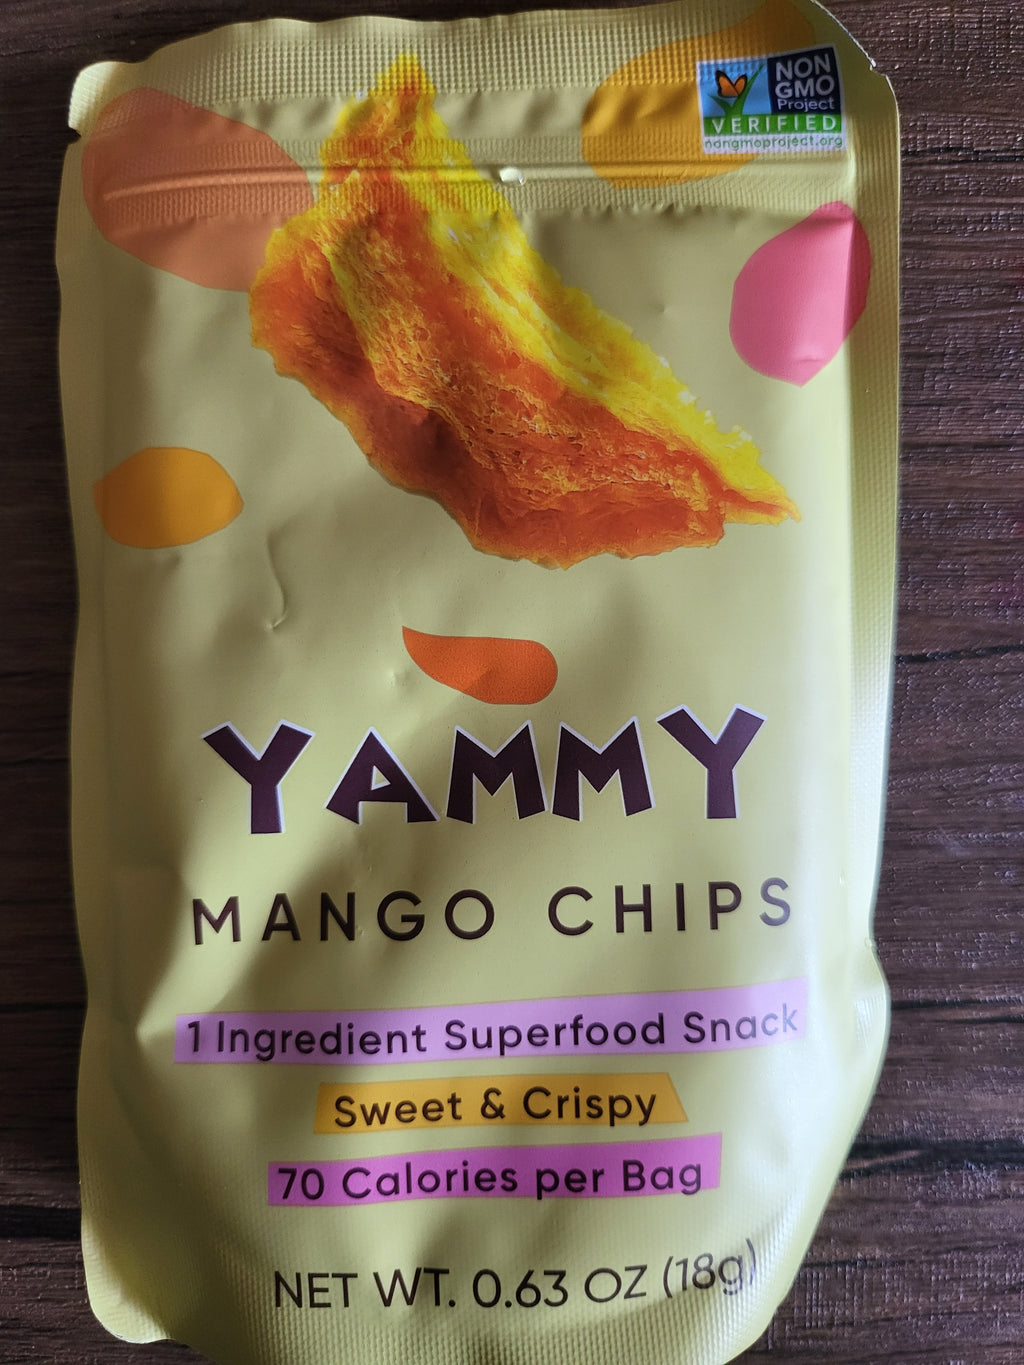 NON
GMO
Project
VERIFIED
nongmoproject.org
YAMMY
MANGO CHIPS
1 Ingredient Superfood Snack
Sweet & Crispy
70 Calories per Bag
NET WT. 0.63 OZ (18g)